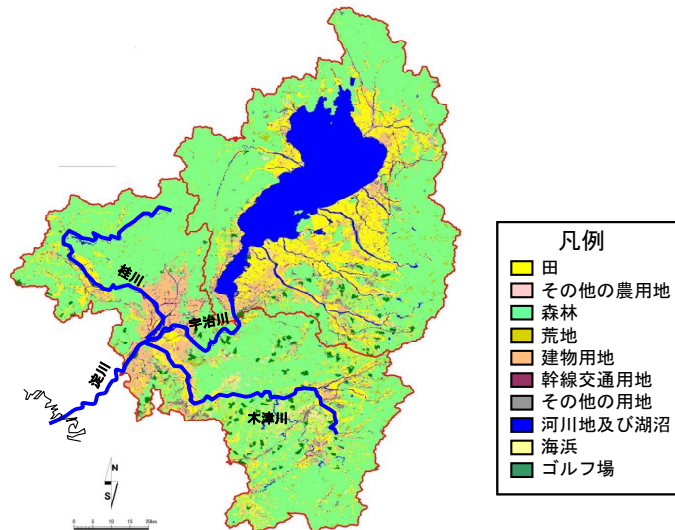 桂川
宇治川
淀川
木津川
N
S
0 5 10 20km
凡例
田
その他の農用地
森林
荒地
建物用地
幹線交通用地
その他の用地
河川地及び湖沼
海浜
ゴルフ場